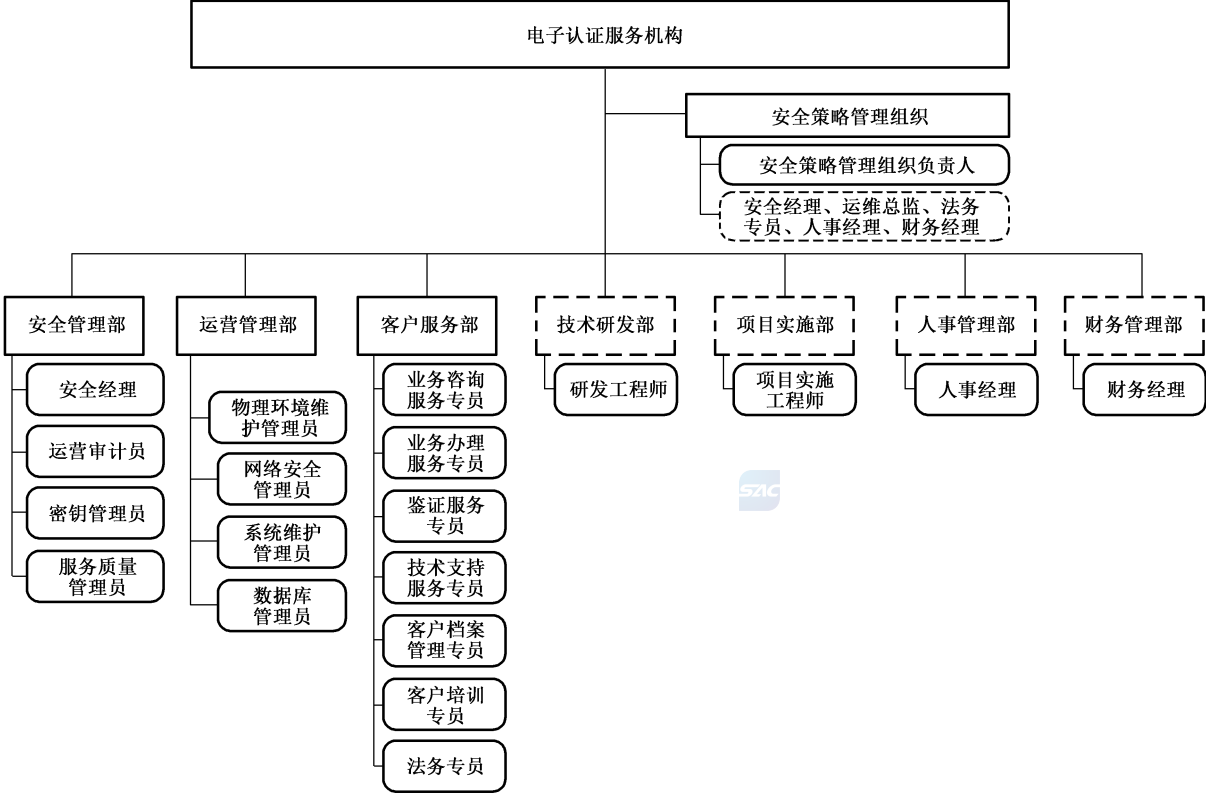 电子认证服务机构
安全策略管理组织
安全策略管理组织负责人
安全经理、运维总监、法务
专员、人事经理、财务经理
安全管理部
安全经理
运营审计员
密钥管理员
服务质量
管理员
运营管理部
物理环境维
护管理员
网络安全
管理员
系统维护
管理员
数据库
管理员
客户服务部
业务咨询
服务专员
业务办理
服务专员
鉴证服务
专员
技术支持
服务专员
客户档案
管理专员
客户培训
专员
法务专员
技术研发部
研发工程师
项目实施部
项目实施
工程师
人事管理部
人事经理
财务管理部
财务经理
SAC